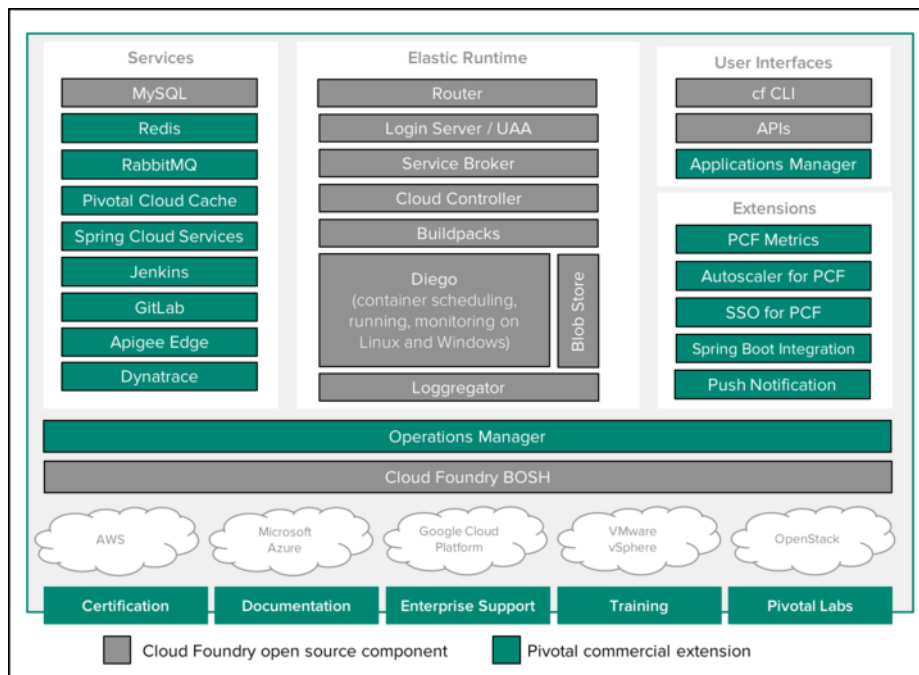 Services
MySQL
Redis
RabbitMQ
Pivotal Cloud Cache
Spring Cloud Services
Jenkins
GitLab
Apigee Edge
Dynatrace
Elastic Runtime
Router
Login Server / UAA
Service Broker
Cloud Controller
Buildpacks
Diego
(container scheduling,
running, monitoring on
Linux and Windows)
Blob Store
Loggregator
User Interfaces
cf CLI
APIs
Applications Manager
Extensions
PCF Metrics
Autoscaler for PCF
SSO for PCF
Spring Boot Integration
Push Notification
Operations Manager
Cloud Foundry BOSH
AWS
Microsoft
Azure
Google Cloud
Platform
VMware
vSphere
OpenStack
Certification
Documentation
Enterprise Support
Training
Pivotal Labs
Cloud Foundry open source component
Pivotal commercial extension